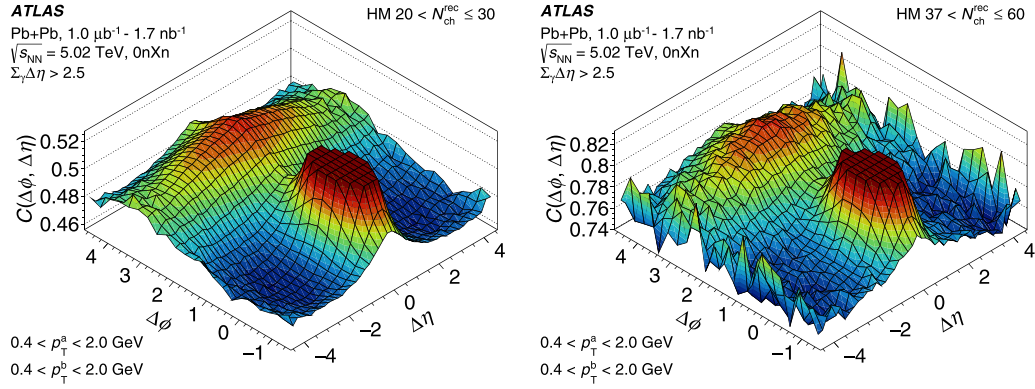 ATLAS
HM 20 < N_ch^rec ≤ 30
Pb+Pb, 1.0 μb⁻¹ - 1.7 nb⁻¹
√s_NN = 5.02 TeV, 0nXn
Σ_γ Δη > 2.5
C(Δϕ, Δη)
0.52
0.5
0.48
0.46
4
3
2
1
0
−1
Δϕ
−4
−2
0
2
4
Δη
0.4 < p_T^a < 2.0 GeV
0.4 < p_T^b < 2.0 GeV
ATLAS
HM 37 < N_ch^rec ≤ 60
Pb+Pb, 1.0 μb⁻¹ - 1.7 nb⁻¹
√s_NN = 5.02 TeV, 0nXn
Σ_γ Δη > 2.5
C(Δϕ, Δη)
0.82
0.8
0.78
0.76
0.74
4
3
2
1
0
−1
Δϕ
−4
−2
0
2
4
Δη
0.4 < p_T^a < 2.0 GeV
0.4 < p_T^b < 2.0 GeV